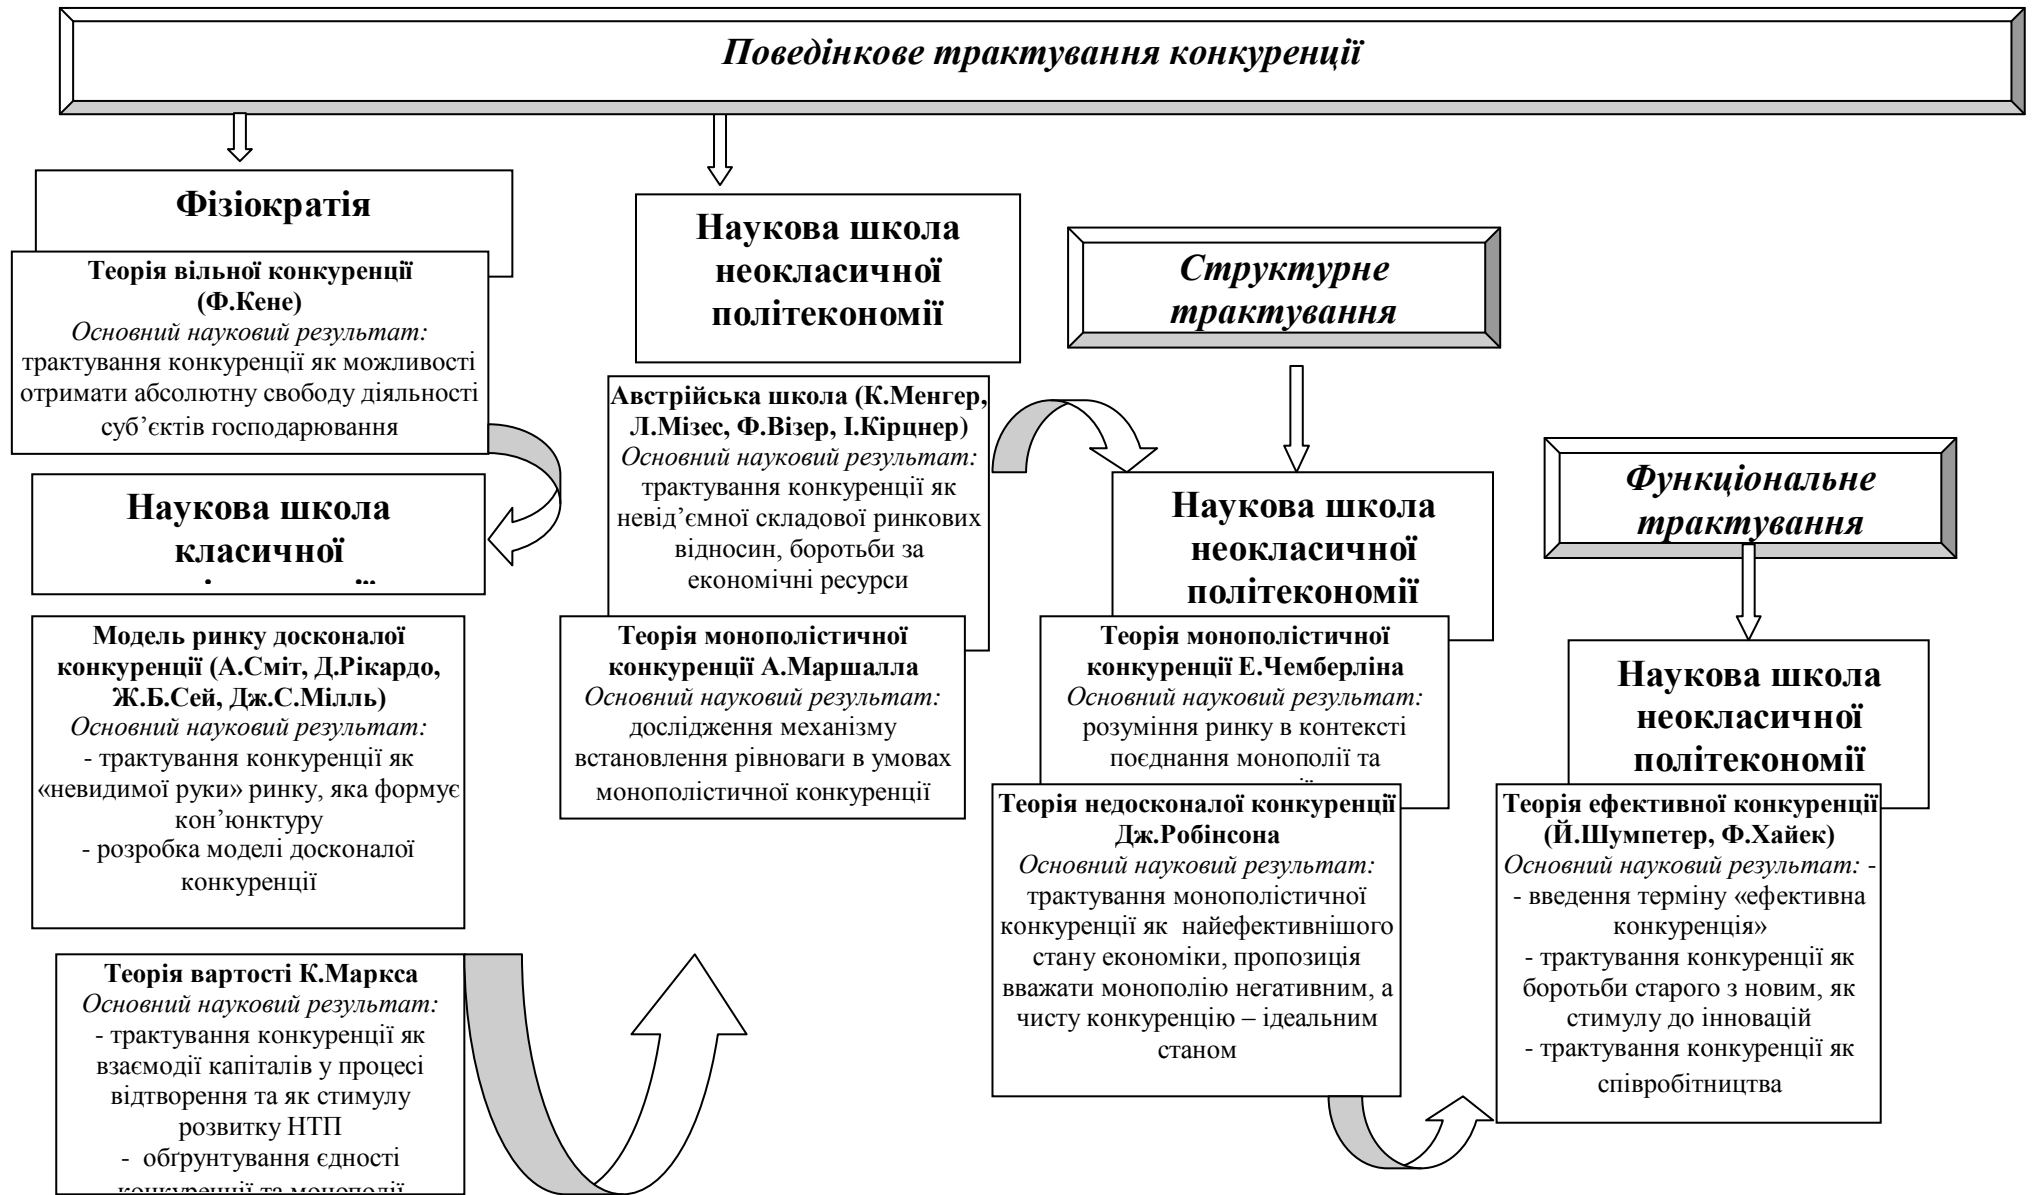 Поведінкове трактування конкуренції
Фізіократія
Теорія вільної конкуренції
(Ф.Кене)
Основний науковий результат:
трактування конкуренції як можливості
отримати абсолютну свободу діяльності
суб’єктів господарювання
Наукова школа
класичної
Модель ринку досконалої
конкуренції (А.Сміт, Д.Рікардо,
Ж.Б.Сей, Дж.С.Мілль)
Основний науковий результат:
- трактування конкуренції як
«невидимої руки» ринку, яка формує
кон’юнктуру
- розробка моделі досконалої
конкуренції
Теорія вартості К.Маркса
Основний науковий результат:
- трактування конкуренції як
взаємодії капіталів у процесі
відтворення та як стимулу
розвитку НТП
- обґрунтування єдності
конкуренції та монополії
Наукова школа
неокласичної
політекономії
Австрійська школа (К.Менгер,
Л.Мізес, Ф.Візер, І.Кірцнер)
Основний науковий результат:
трактування конкуренції як
невід’ємної складової ринкових
відносин, боротьби за
економічні ресурси
Теорія монополістичної
конкуренції А.Маршалла
Основний науковий результат:
дослідження механізму
встановлення рівноваги в умовах
монополістичної конкуренції
Структурне
трактування
Наукова школа
неокласичної
політекономії
Теорія монополістичної
конкуренції Е.Чемберліна
Основний науковий результат:
розуміння ринку в контексті
поєднання монополії та
Теорія недосконалої конкуренції
Дж.Робінсона
Основний науковий результат:
трактування монополістичної
конкуренції як найефективнішого
стану економіки, пропозиція
вважати монополію негативним, а
чисту конкуренцію – ідеальним
станом
Функціональне
трактування
Наукова школа
неокласичної
політекономії
Теорія ефективної конкуренції
(Й.Шумпетер, Ф.Хайек)
Основний науковий результат: -
- введення терміну «ефективна
конкуренція»
- трактування конкуренції як
боротьби старого з новим, як
стимулу до інновацій
- трактування конкуренції як
співробітництва